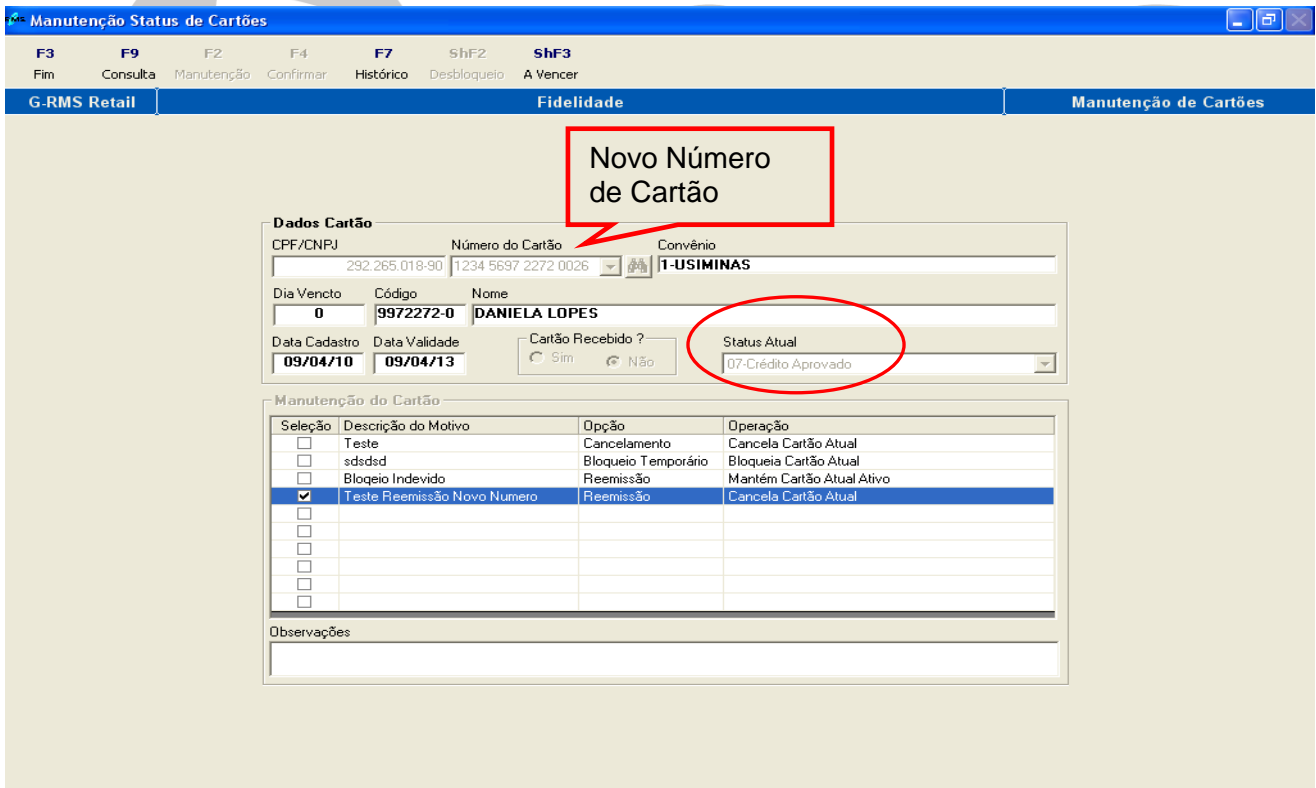 Manutenção Status de Cartões
F3 F9 F2 F4 F7 ShF2 ShF3
Fim Consulta Manutenção Confirmar Histórico Desbloqueio A Vencer
G-RMS Retail Fidelidade Manutenção de Cartões
Novo Número
de Cartão
Dados Cartão
CPF/CNPJ Número do Cartão Convênio
292.265.018-90 1234 5697 2272 0026 1-USIMINAS
Dia Vencto Código Nome
0 9972272-0 DANIELA LOPES
Data Cadastro Data Validade Cartão Recebido ? Status Atual
09/04/10 09/04/13 Sim Não 07-Crédito Aprovado
Manutenção do Cartão
Seleção Descrição do Motivo Opção Operação
Teste Cancelamento Cancela Cartão Atual
sdsdsd Bloqueio Temporário Bloqueia Cartão Atual
Bloqeio Indevido Reemissão Mantém Cartão Atual Ativo
Teste Reemissão Novo Numero Reemissão Cancela Cartão Atual
Observações